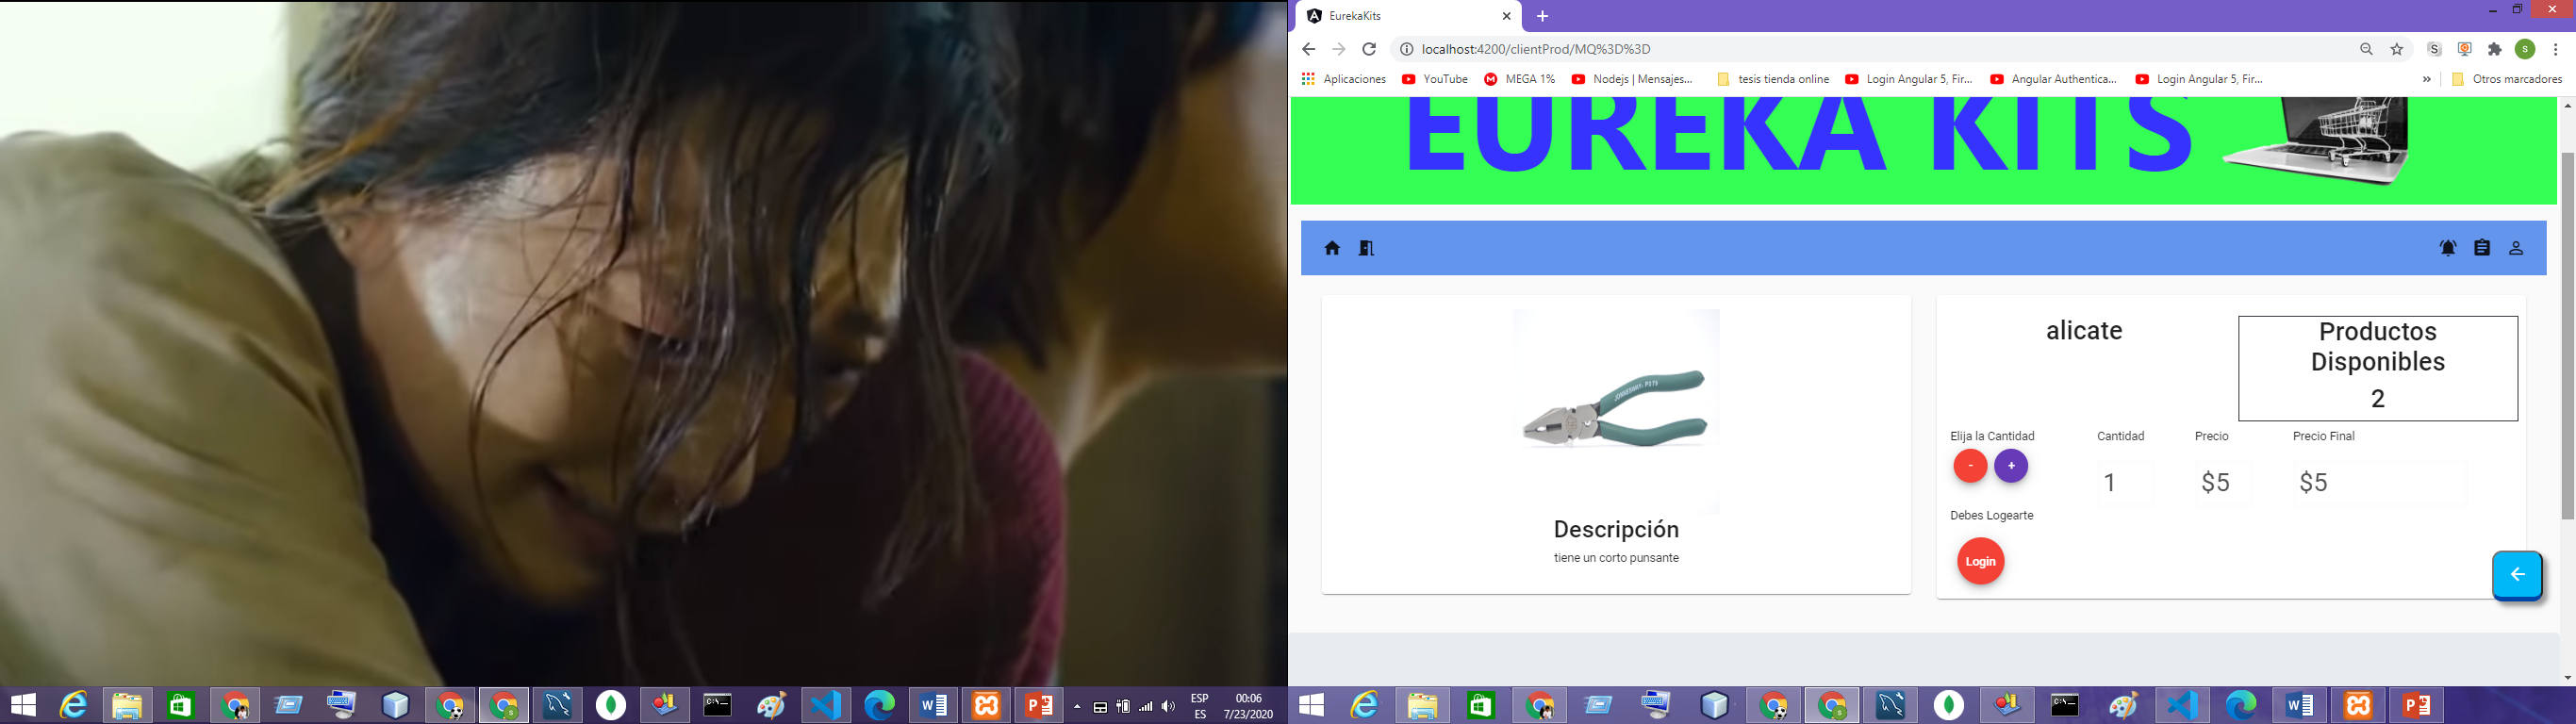 EurekaKits
localhost:4200/clientProd/MQ%3D%3D
S
s
Aplicaciones
YouTube
MEGA 1%
Nodejs | Mensajes...
tesis tienda online
Login Angular 5, Fir...
Angular Authentica...
Login Angular 5, Fir...
»
Otros marcadores
EUREKA KITS
alicate
Productos
Disponibles
2
Elija la Cantidad
Cantidad
Precio
Precio Final
-
+
1
$5
$5
Debes Logearte
Login
Descripción
tiene un corto punsante
ESP
ES
00:06
7/23/2020